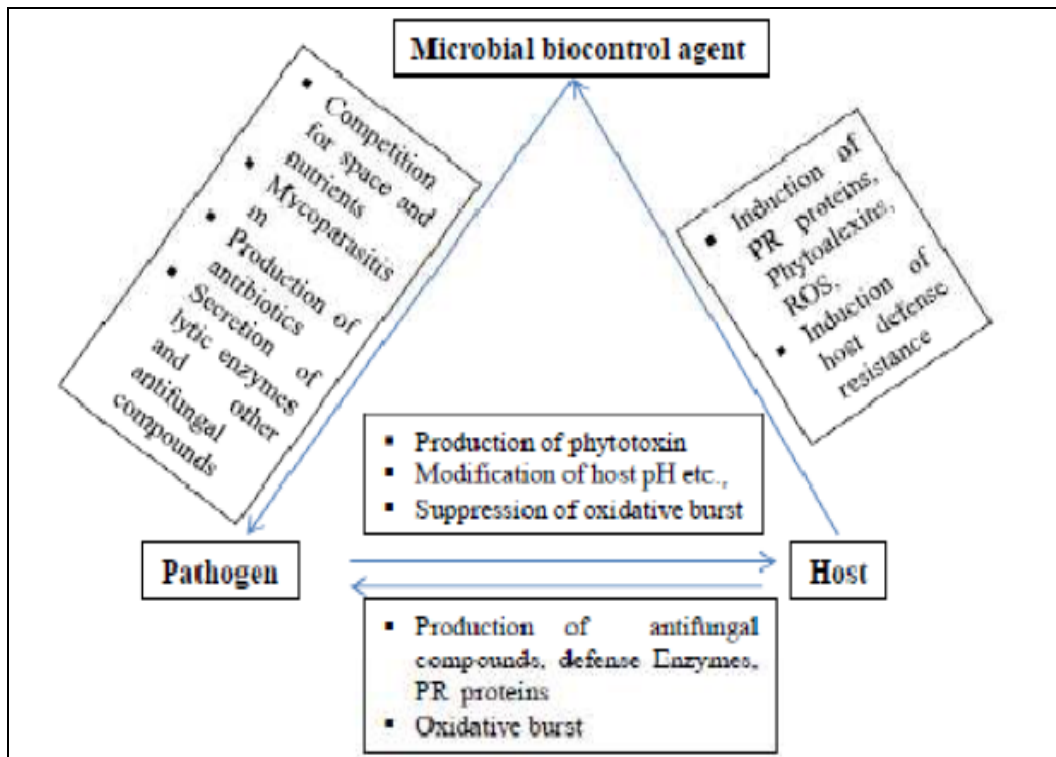 Microbial biocontrol agent
▪ Competition
for space and
nutrients
▪ Mycoparasitis
m
▪ Production of
antibiotics
▪ Secretion of
lytic enzymes
and other
antifungal
compounds
▪ Induction of
PR proteins,
Phytoalexins,
ROS,
▪ Induction of
host defense
resistance
▪ Production of phytotoxin
▪ Modification of host pH etc.,
▪ Suppression of oxidative burst
Pathogen
Host
▪ Production of antifungal
compounds, defense Enzymes,
PR proteins
▪ Oxidative burst